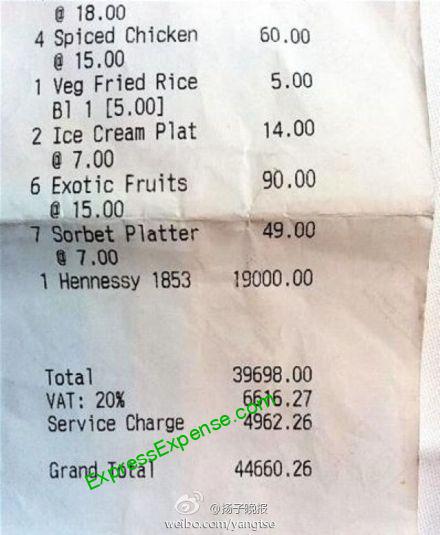 @ 18.00
4 Spiced Chicken 60.00
@ 15.00
1 Veg Fried Rice 5.00
Bl 1 [5.00]
2 Ice Cream Plat 14.00
@ 7.00
6 Exotic Fruits 90.00
@ 15.00
7 Sorbet Platter 49.00
@ 7.00
1 Hennessy 1853 19000.00
Total 39698.00
VAT: 20% 6616.27
Service Charge 4962.26
Grand Total 44660.26
ExpressExpense.com
@扬子晚报
weibo.com/yangtse